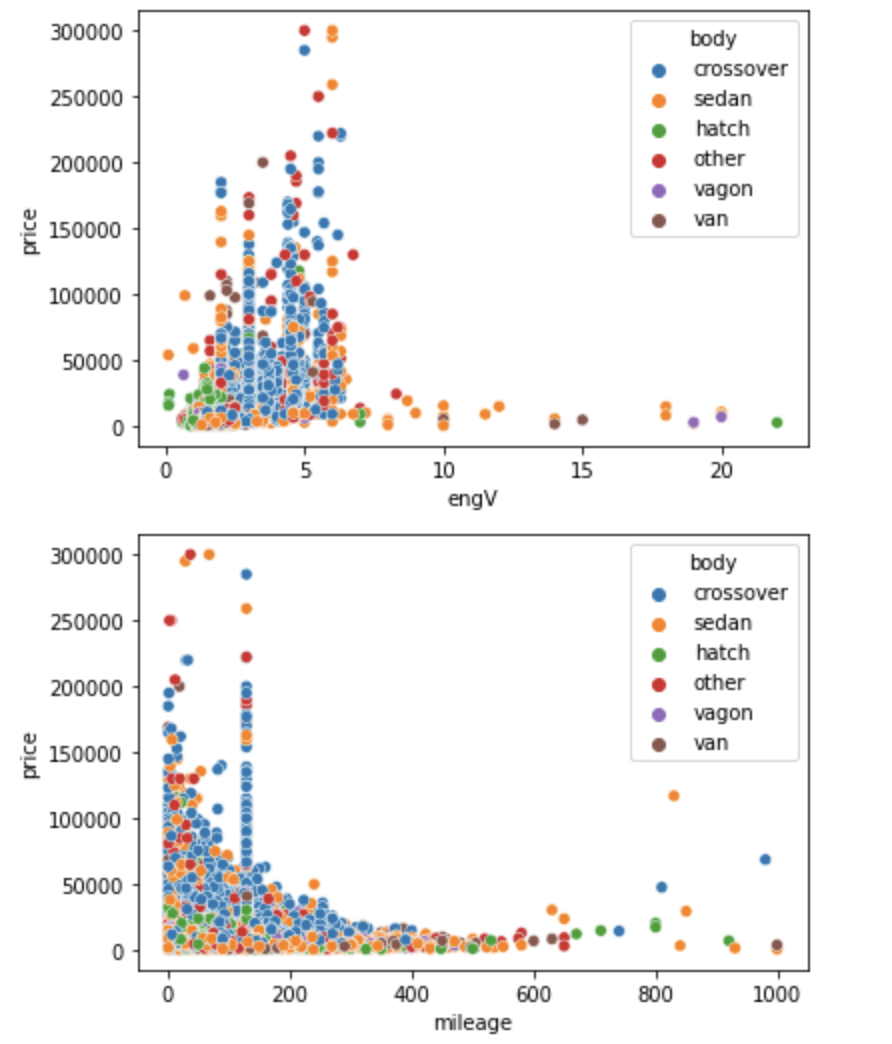 300000
250000
200000
150000
100000
50000
0
price
0 5 10 15 20
engV
body
crossover
sedan
hatch
other
vagon
van
300000
250000
200000
150000
100000
50000
0
price
0 200 400 600 800 1000
mileage
body
crossover
sedan
hatch
other
vagon
van